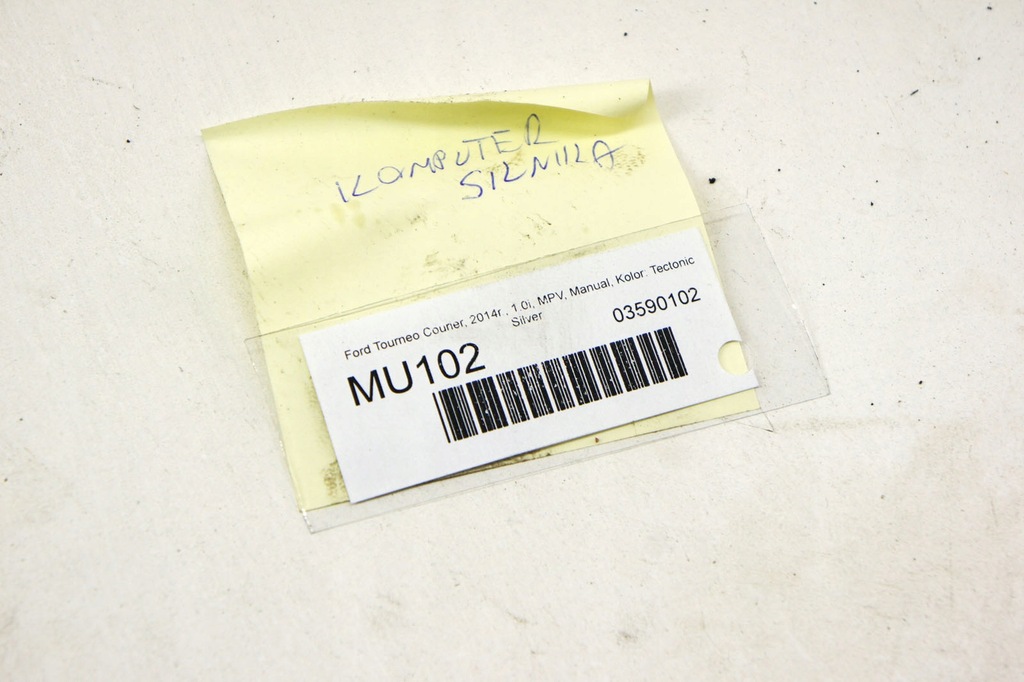 KOMPUTER
SILNIKA
Ford Tourneo Courier, 2014r., 1.0i, MPV, Manual, Kolor: Tectonic
Silver
03590102
MU102